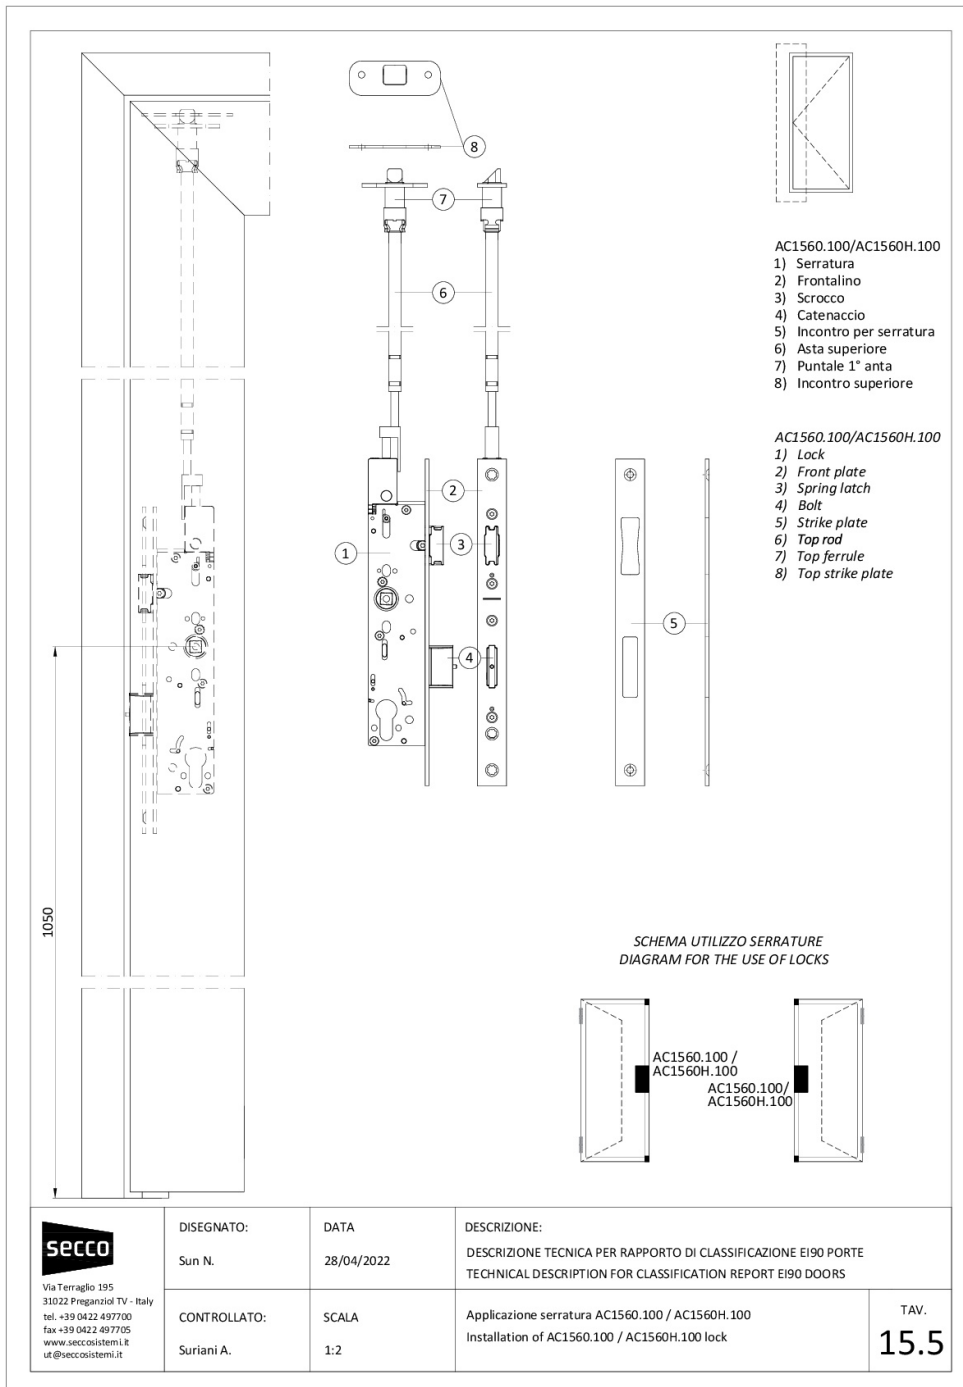 8
7
6
2
1
3
4
5
1050
AC1560.100/AC1560H.100
1) Serratura
2) Frontalino
3) Scrocco
4) Catenaccio
5) Incontro per serratura
6) Asta superiore
7) Puntale 1° anta
8) Incontro superiore
AC1560.100/AC1560H.100
1) Lock
2) Front plate
3) Spring latch
4) Bolt
5) Strike plate
6) Top rod
7) Top ferrule
8) Top strike plate
SCHEMA UTILIZZO SERRATURE
DIAGRAM FOR THE USE OF LOCKS
AC1560.100 /
AC1560H.100
AC1560.100/
AC1560H.100
secco
Via Terraglio 195
31022 Preganziol TV - Italy
tel. +39 0422 497700
fax +39 0422 497705
www.seccosistemi.it
ut@seccosistemi.it
DISEGNATO:
Sun N.
DATA
28/04/2022
DESCRIZIONE:
DESCRIZIONE TECNICA PER RAPPORTO DI CLASSIFICAZIONE EI90 PORTE
TECHNICAL DESCRIPTION FOR CLASSIFICATION REPORT EI90 DOORS
CONTROLLATO:
Suriani A.
SCALA
1:2
Applicazione serratura AC1560.100 / AC1560H.100
Installation of AC1560.100 / AC1560H.100 lock
TAV.
15.5